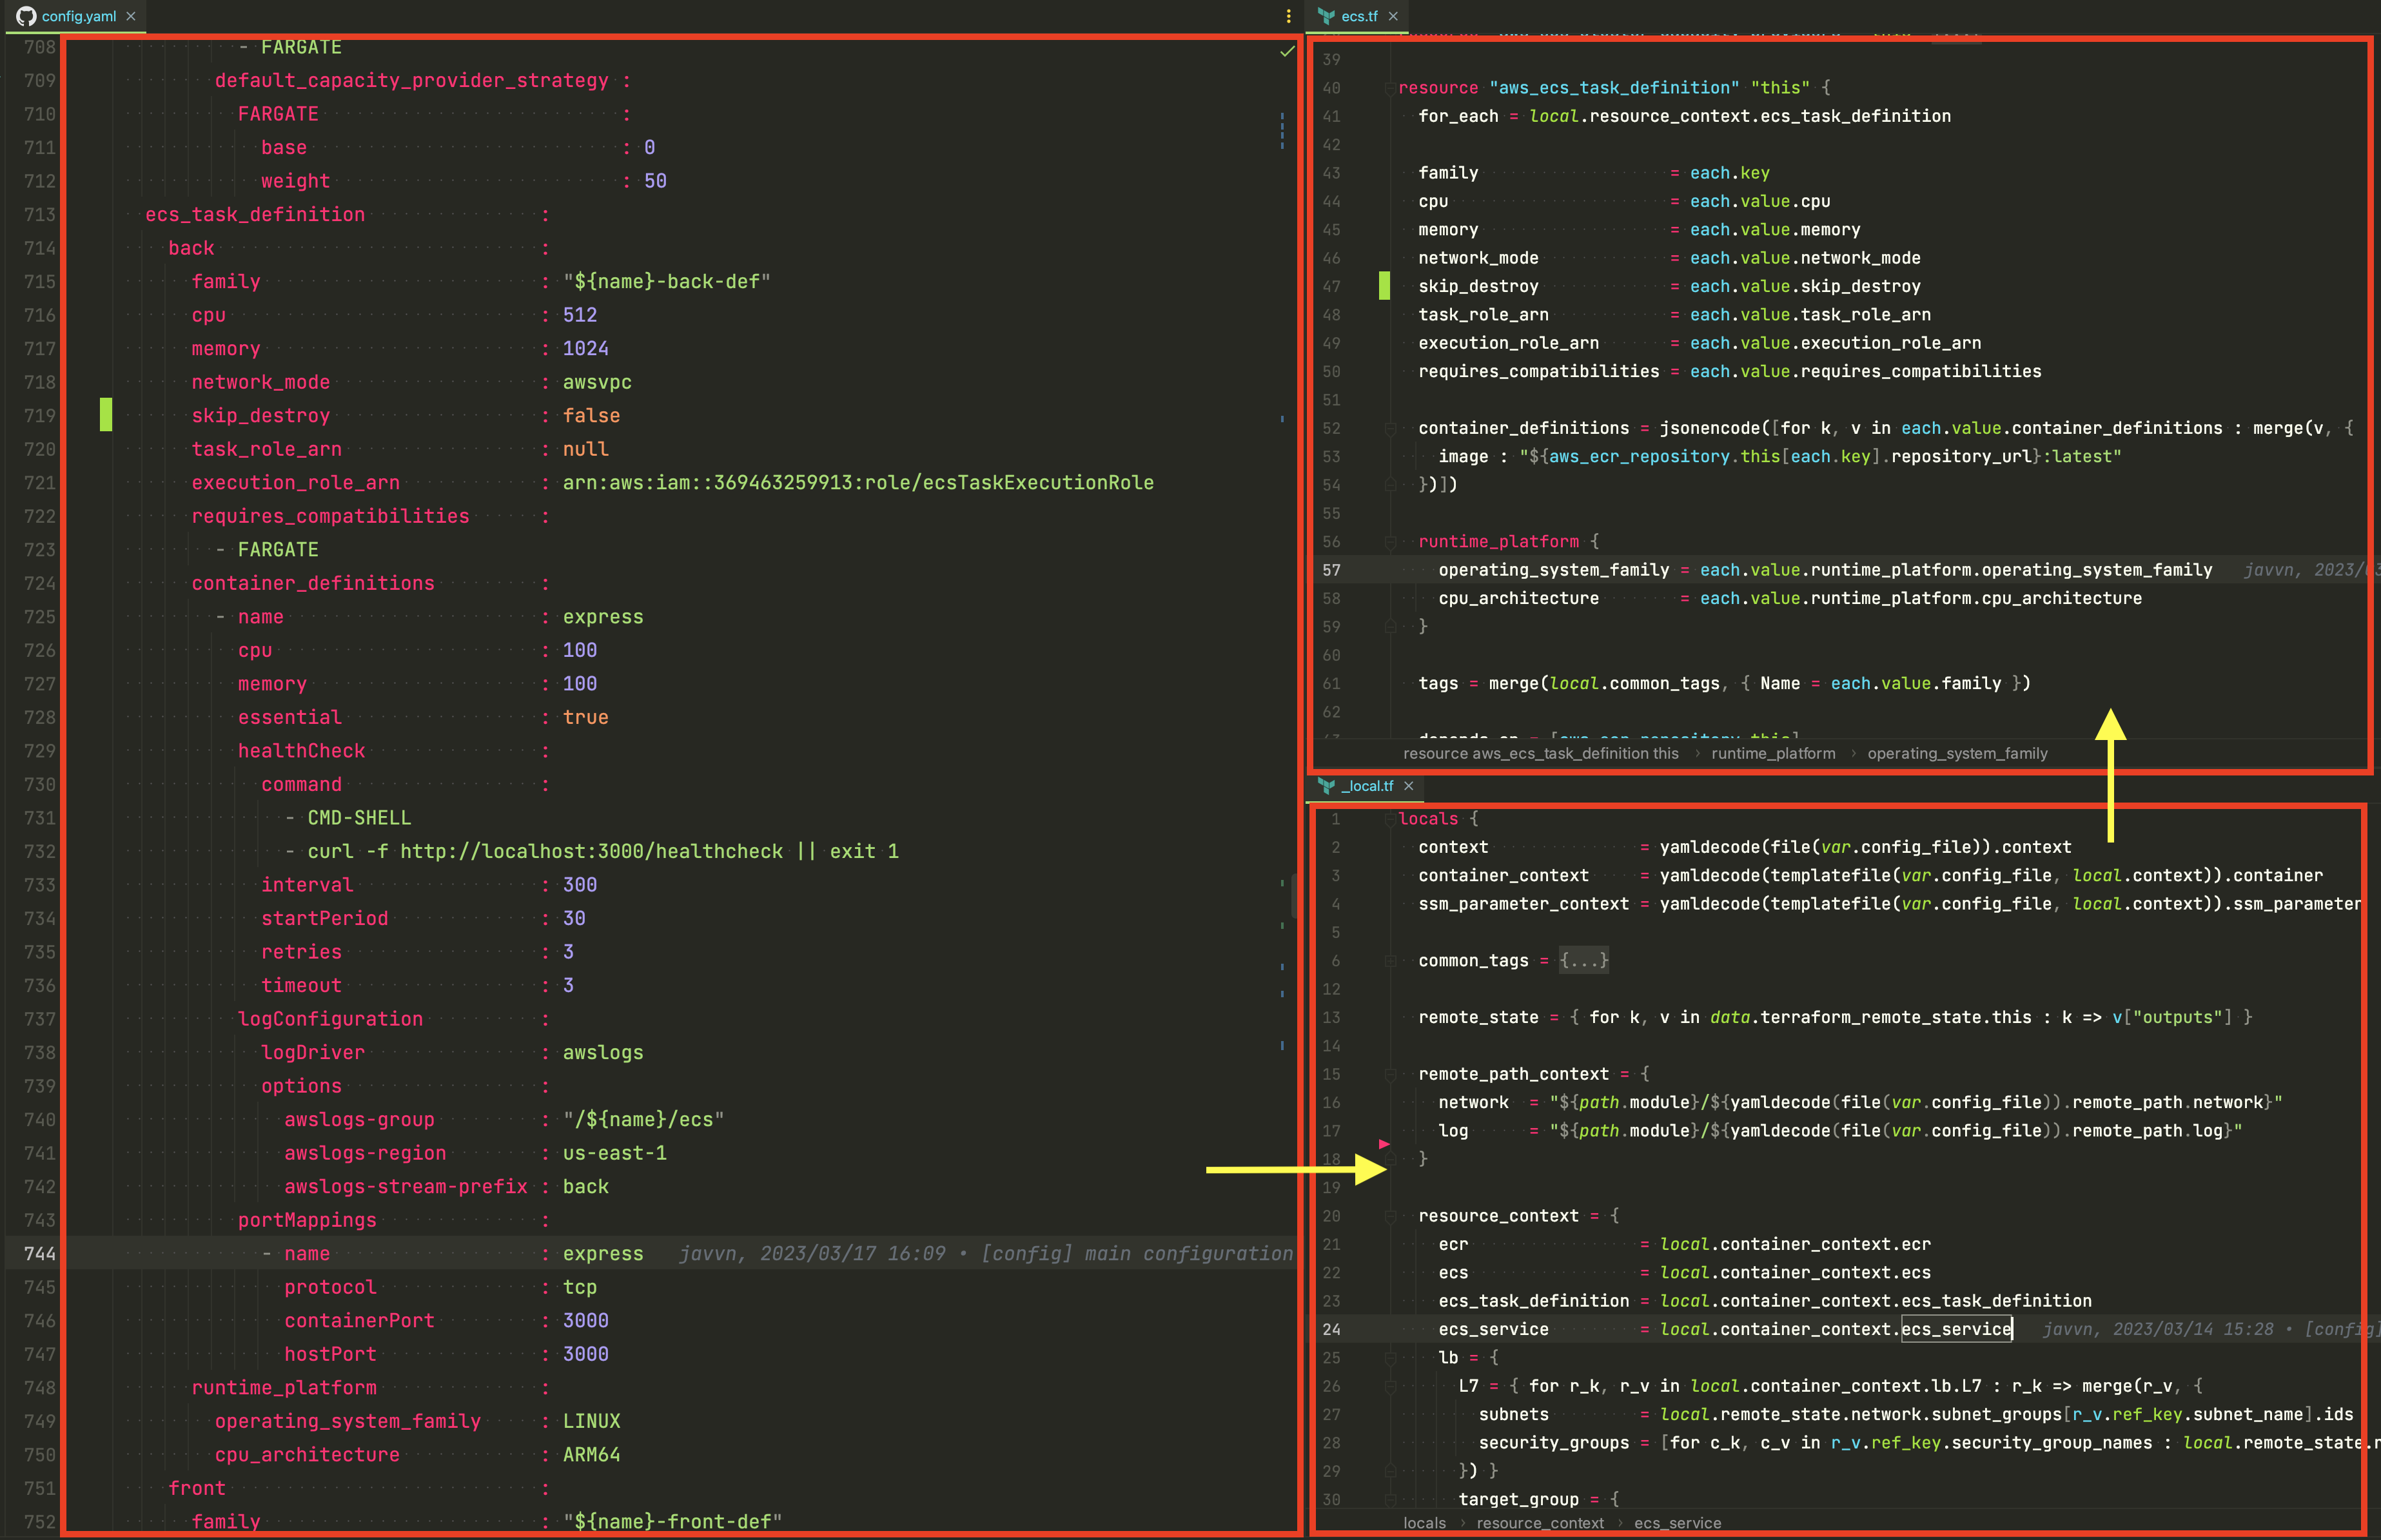 config.yaml
708 - FARGATE
709 default_capacity_provider_strategy :
710 FARGATE :
711 base : 0
712 weight : 50
713 ecs_task_definition :
714 back :
715 family : "${name}-back-def"
716 cpu : 512
717 memory : 1024
718 network_mode : awsvpc
719 skip_destroy : false
720 task_role_arn : null
721 execution_role_arn : arn:aws:iam::369463259913:role/ecsTaskExecutionRole
722 requires_compatibilities :
723 - FARGATE
724 container_definitions :
725 - name : express
726 cpu : 100
727 memory : 100
728 essential : true
729 healthCheck :
730 command :
731 - CMD-SHELL
732 - curl -f http://localhost:3000/healthcheck || exit 1
733 interval : 300
734 startPeriod : 30
735 retries : 3
736 timeout : 3
737 logConfiguration :
738 logDriver : awslogs
739 options :
740 awslogs-group : "/${name}/ecs"
741 awslogs-region : us-east-1
742 awslogs-stream-prefix : back
743 portMappings :
744 - name : express javvn, 2023/03/17 16:09 • [config] main configuration
745 protocol : tcp
746 containerPort : 3000
747 hostPort : 3000
748 runtime_platform :
749 operating_system_family : LINUX
750 cpu_architecture : ARM64
751 front :
752 family : "${name}-front-def"
ecs.tf
39
40 resource "aws_ecs_task_definition" "this" {
41 for_each = local.resource_context.ecs_task_definition
42
43 family = each.key
44 cpu = each.value.cpu
45 memory = each.value.memory
46 network_mode = each.value.network_mode
47 skip_destroy = each.value.skip_destroy
48 task_role_arn = each.value.task_role_arn
49 execution_role_arn = each.value.execution_role_arn
50 requires_compatibilities = each.value.requires_compatibilities
51
52 container_definitions = jsonencode([for k, v in each.value.container_definitions : merge(v, {
53 image : "${aws_ecr_repository.this[each.key].repository_url}:latest"
54 })])
55
56 runtime_platform {
57 operating_system_family = each.value.runtime_platform.operating_system_family javvn, 2023/03
58 cpu_architecture = each.value.runtime_platform.cpu_architecture
59 }
60
61 tags = merge(local.common_tags, { Name = each.value.family })
62
resource aws_ecs_task_definition this > runtime_platform > operating_system_family
_local.tf
1 locals {
2 context = yamldecode(file(var.config_file)).context
3 container_context = yamldecode(templatefile(var.config_file, local.context)).container
4 ssm_parameter_context = yamldecode(templatefile(var.config_file, local.context)).ssm_parameter
5
6 common_tags = {...}
12
13 remote_state = { for k, v in data.terraform_remote_state.this : k => v["outputs"] }
14
15 remote_path_context = {
16 network = "${path.module}/${yamldecode(file(var.config_file)).remote_path.network}"
17 log = "${path.module}/${yamldecode(file(var.config_file)).remote_path.log}"
18 }
19
20 resource_context = {
21 ecr = local.container_context.ecr
22 ecs = local.container_context.ecs
23 ecs_task_definition = local.container_context.ecs_task_definition
24 ecs_service = local.container_context.ecs_service javvn, 2023/03/14 15:28 • [config]
25 lb = {
26 L7 = { for r_k, r_v in local.container_context.lb.L7 : r_k => merge(r_v, {
27 subnets = local.remote_state.network.subnet_groups[r_v.ref_key.subnet_name].ids
28 security_groups = [for c_k, c_v in r_v.ref_key.security_group_names : local.remote_state.
29 }) }
30 target_group = {
locals > resource_context > ecs_service